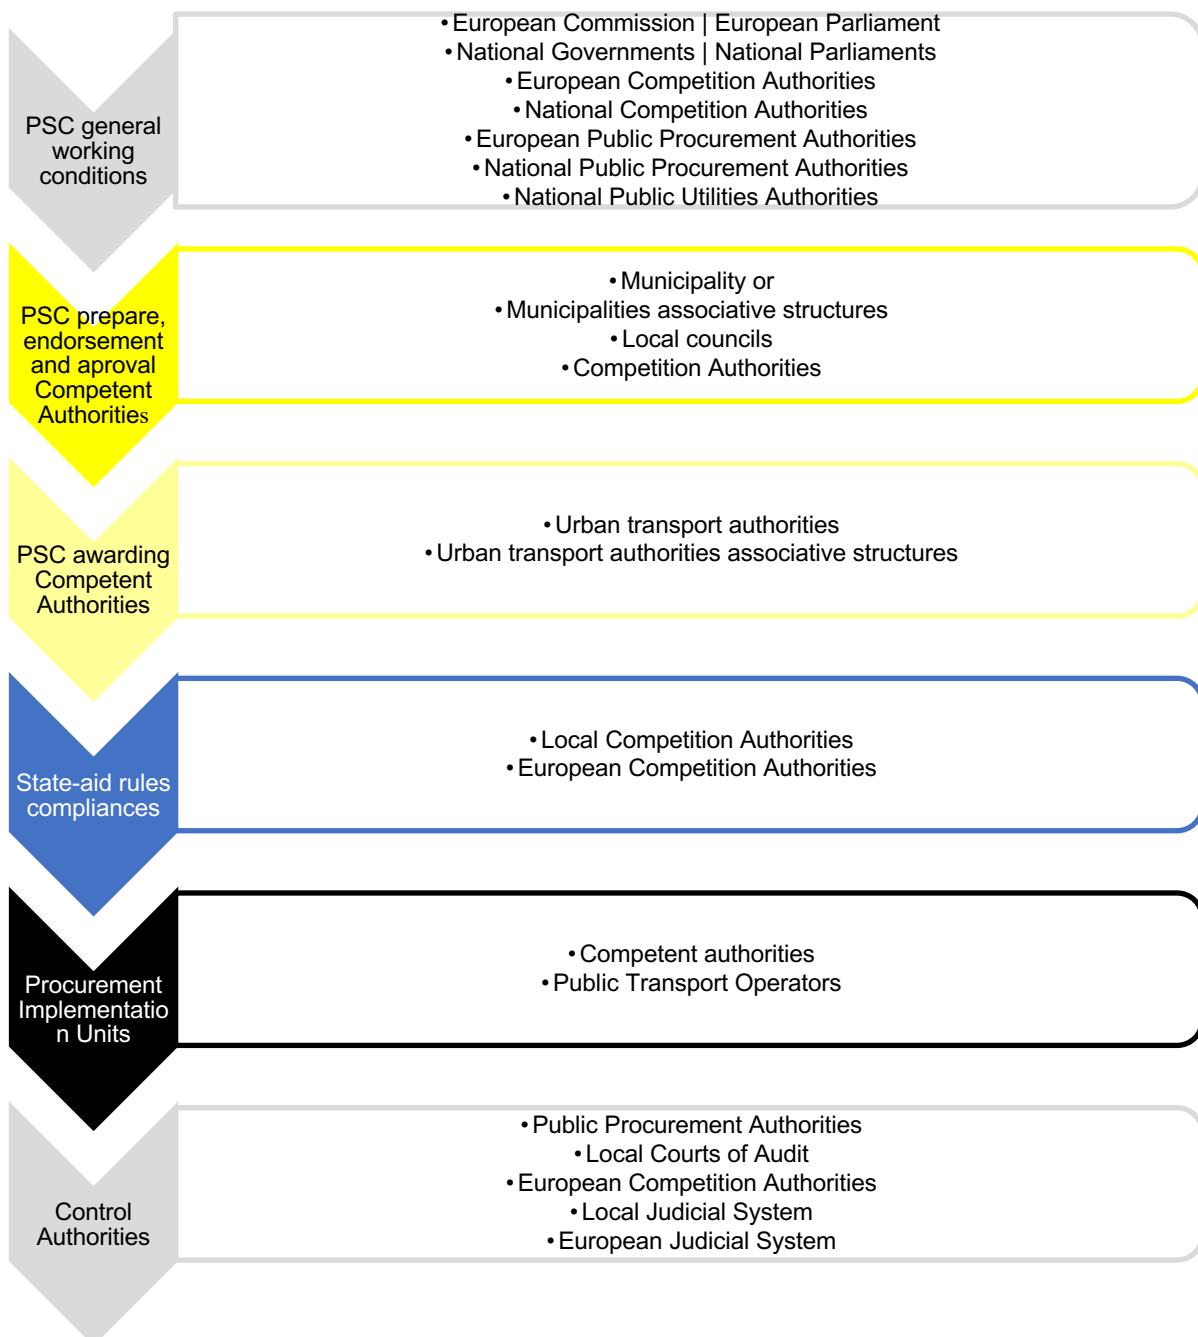 PSC general
working
conditions
•European Commission | European Parliament
•National Governments | National Parliaments
•European Competition Authorities
•National Competition Authorities
•European Public Procurement Authorities
•National Public Procurement Authorities
•National Public Utilities Authorities
PSC prepare,
endorsement
and aproval
Competent
Authorities
•Municipality or
•Municipalities associative structures
•Local councils
•Competition Authorities
PSC awarding
Competent
Authorities
•Urban transport authorities
•Urban transport authorities associative structures
State-aid rules
compliances
•Local Competition Authorities
•European Competition Authorities
Procurement
Implementatio
n Units
•Competent authorities
•Public Transport Operators
Control
Authorities
•Public Procurement Authorities
•Local Courts of Audit
•European Competition Authorities
•Local Judicial System
•European Judicial System